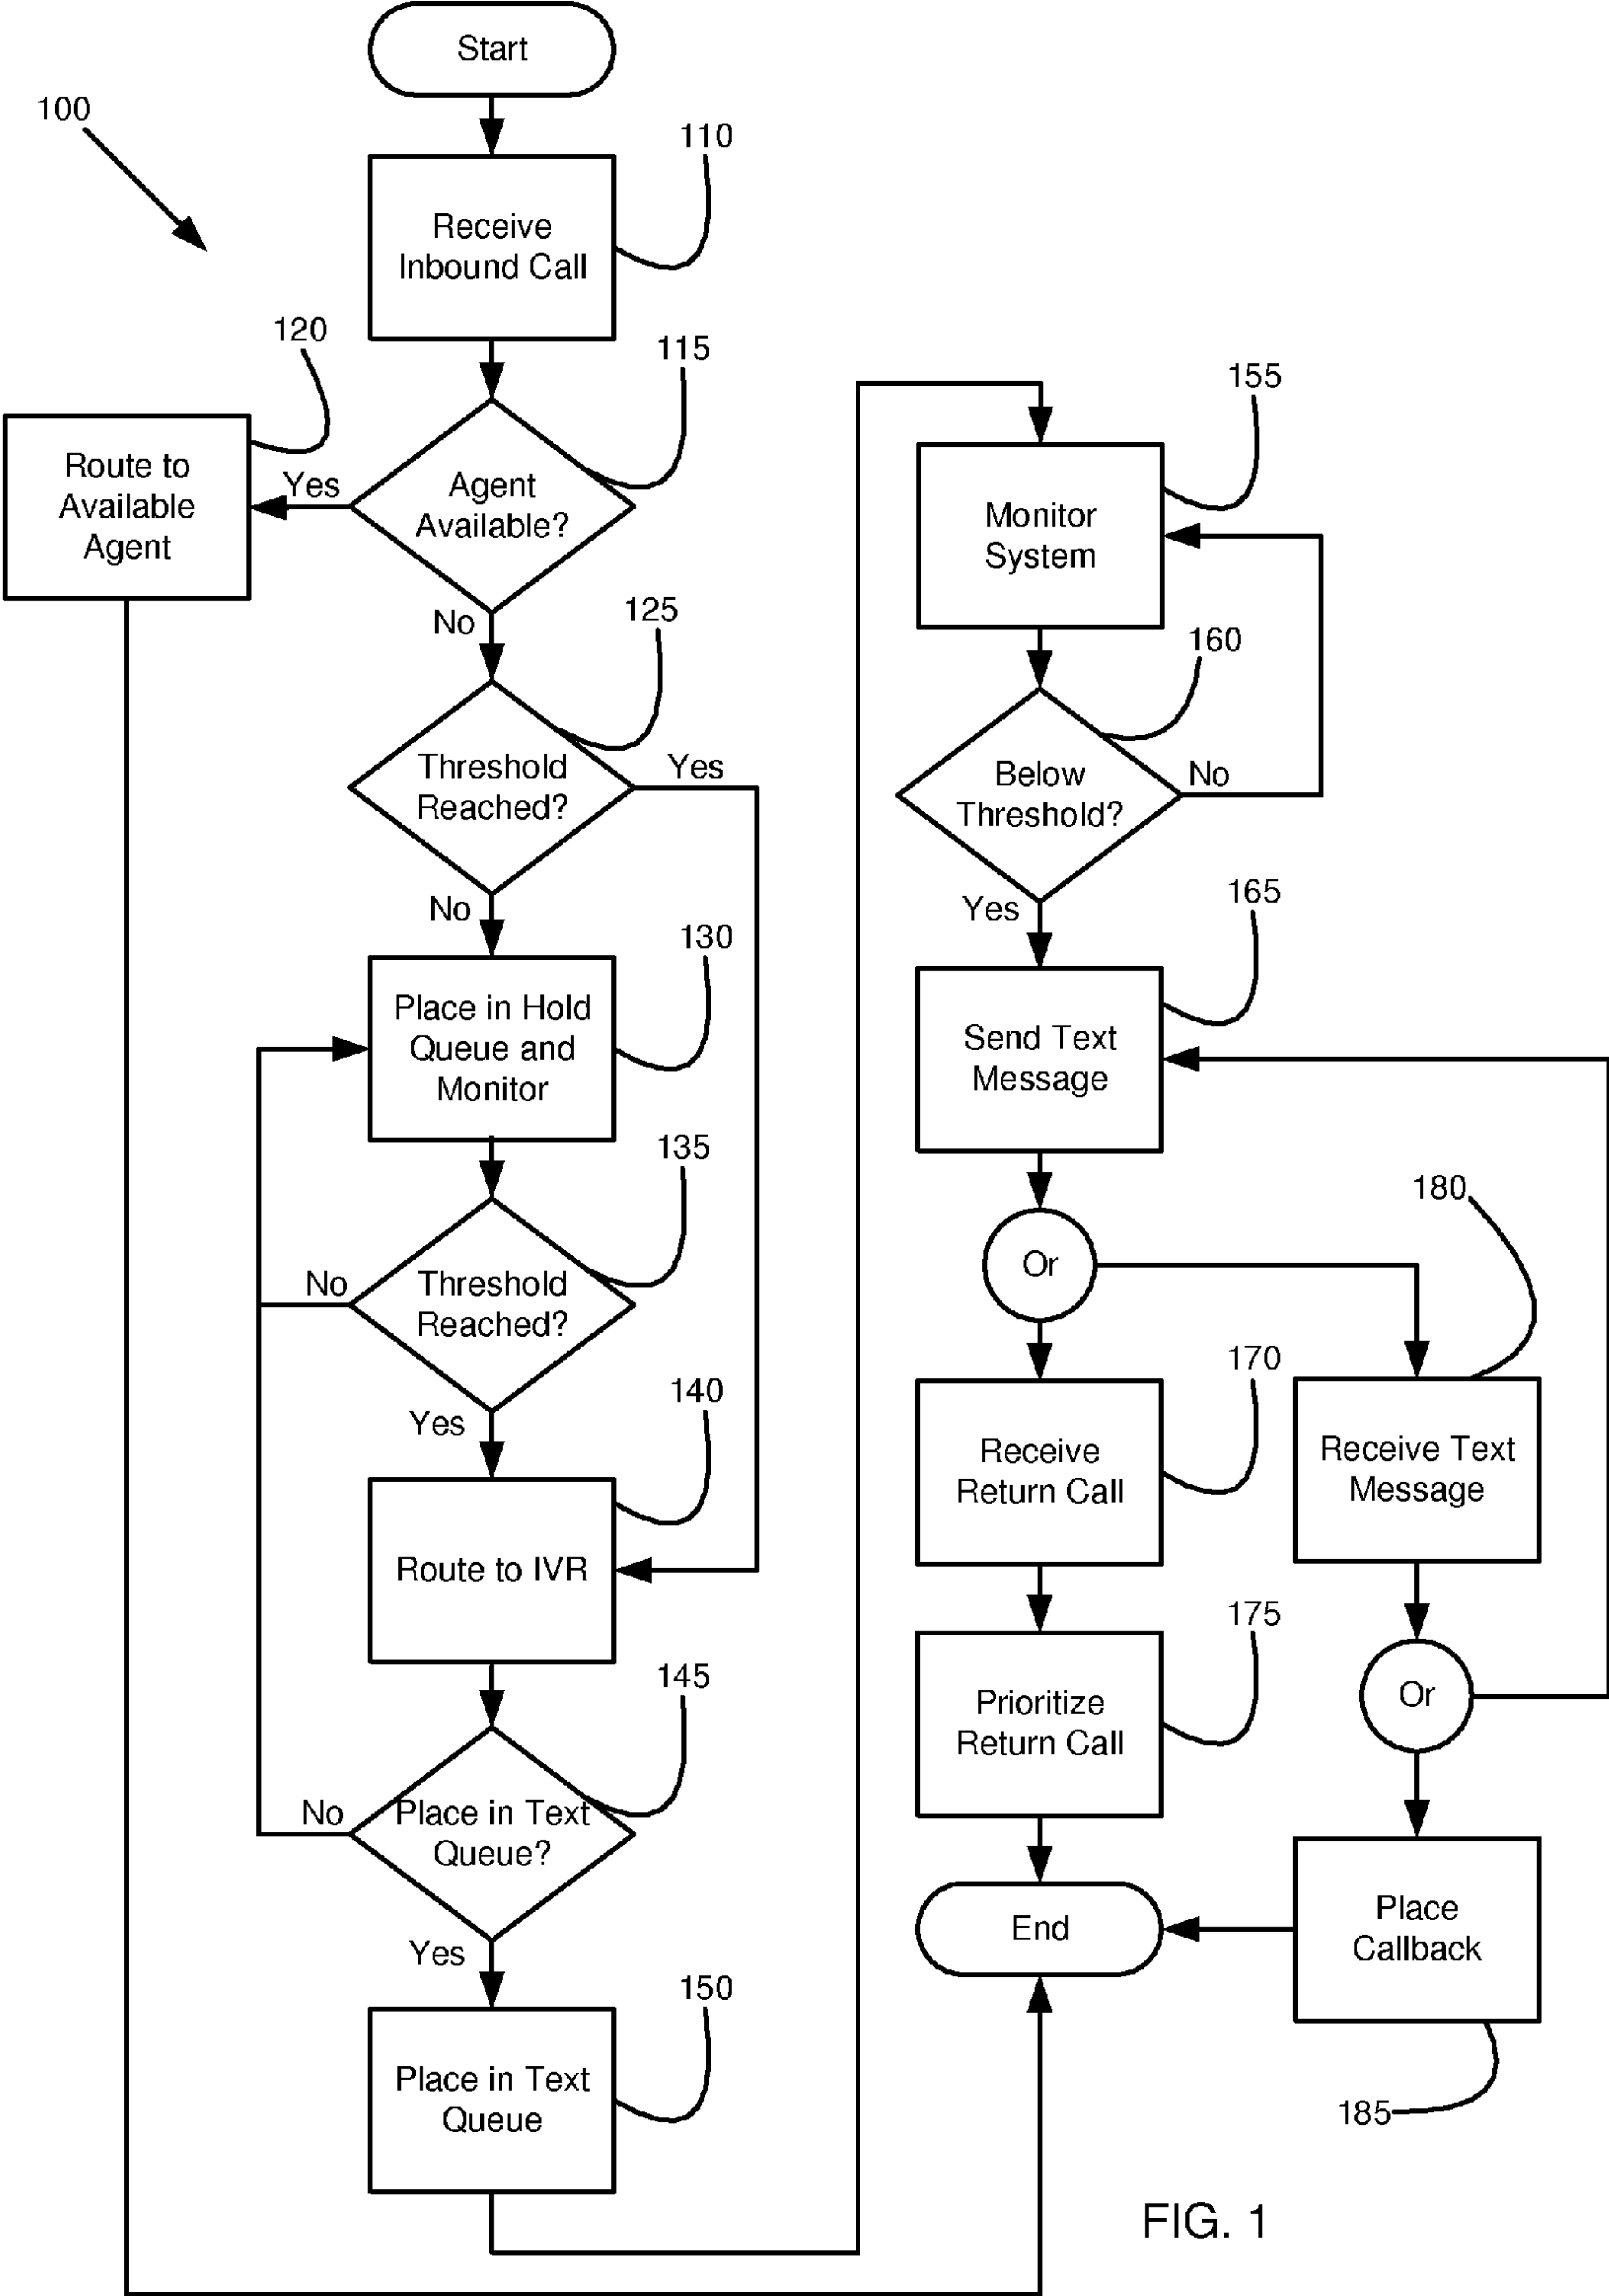 Start
100
110
Receive
Inbound Call
120
115
Route to
Available
Agent
Yes
Agent
Available?
No
125
Threshold
Reached?
Yes
No
130
Place in Hold
Queue and
Monitor
135
No
Threshold
Reached?
Yes
140
Route to IVR
145
No
Place in Text
Queue?
Yes
150
Place in Text
Queue
155
Monitor
System
160
Below
Threshold?
No
Yes
165
Send Text
Message
180
Or
170
Receive
Return Call
Receive Text
Message
175
Prioritize
Return Call
Or
End
Place
Callback
185
FIG. 1